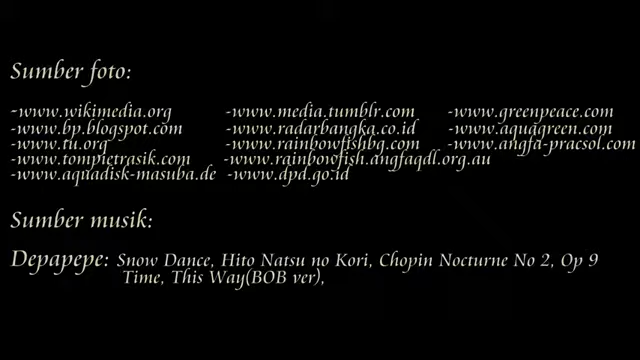 Sumber foto:
-www.wikimedia.org -www.media.tumblr.com -www.greenpeace.com
-www.bp.blogspot.com -www.radarbangka.co.id -www.aquagreen.com
-www.tu.org -www.rainbowfishbg.com -www.angfa-pracsol.com
-www.tompietrasik.com -www.rainbowfish.angfaqdl.org.au
-www.aquadisk-masuba.de -www.dpd.go.id
Sumber musik:
Depapepe: Snow Dance, Hito Natsu no Kori, Chopin Nocturne No 2, Op 9
Time, This Way(BOB ver),